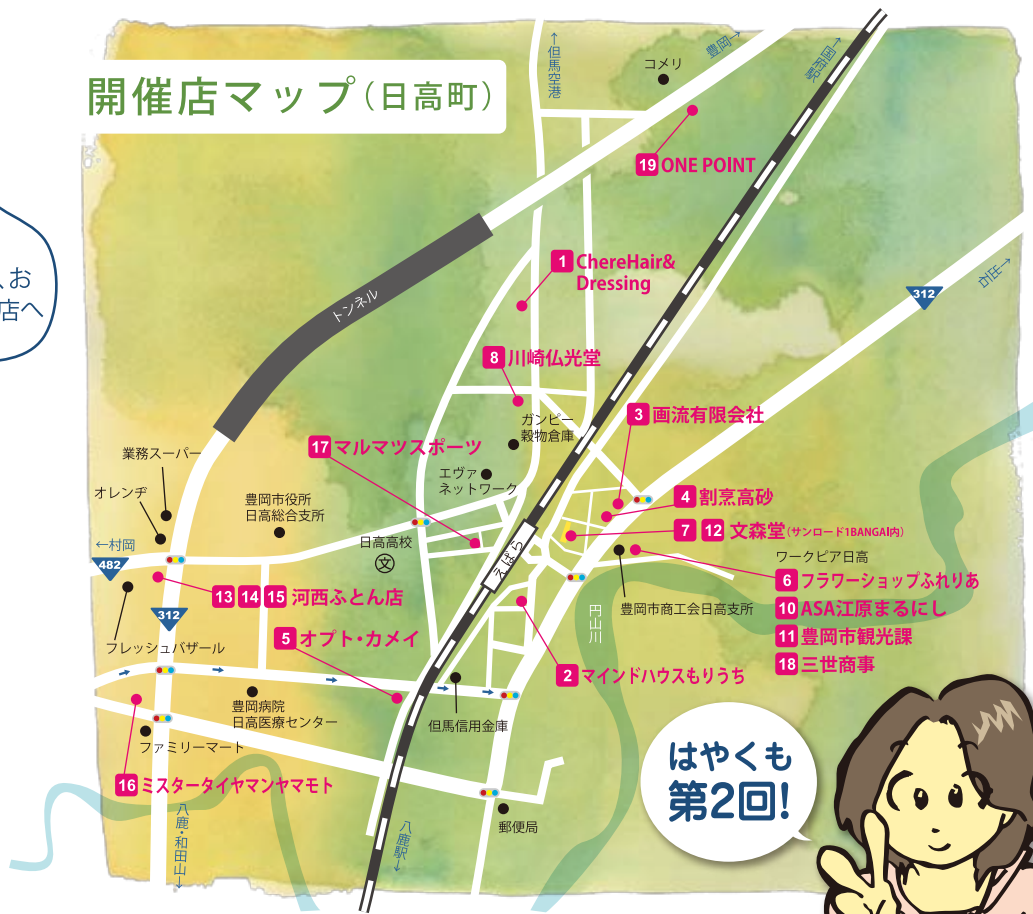 開催店マップ(日高町)
、お
店へ
↑但馬空港
豊岡→
国府駅→
コメリ
19 ONE POINT
1 ChereHair&
Dressing
トンネル
312
出石→
8 川崎仏光堂
ガンピー
穀物倉庫
3 画流有限会社
17 マルマツスポーツ
エヴァ
ネットワーク
業務スーパー
オレンヂ
豊岡市役所
日高総合支所
4 割烹高砂
7 12 文森堂(サンロード1BANGAI内)
←村岡
482
日高高校
文
えばら
ワークピア日高
6 フラワーショップふれりあ
10 ASA江原まるにし
11 豊岡市観光課
18 三世商事
13 14 15 河西ふとん店
312
円山川
豊岡市商工会日高支所
フレッシュバザール
5 オプト・カメイ
2 マインドハウスもりうち
豊岡病院
日高医療センター
但馬信用金庫
ファミリーマート
16 ミスタータイヤマンヤマモト
八鹿・和田山→
八鹿駅→
郵便局
はやくも
第2回!